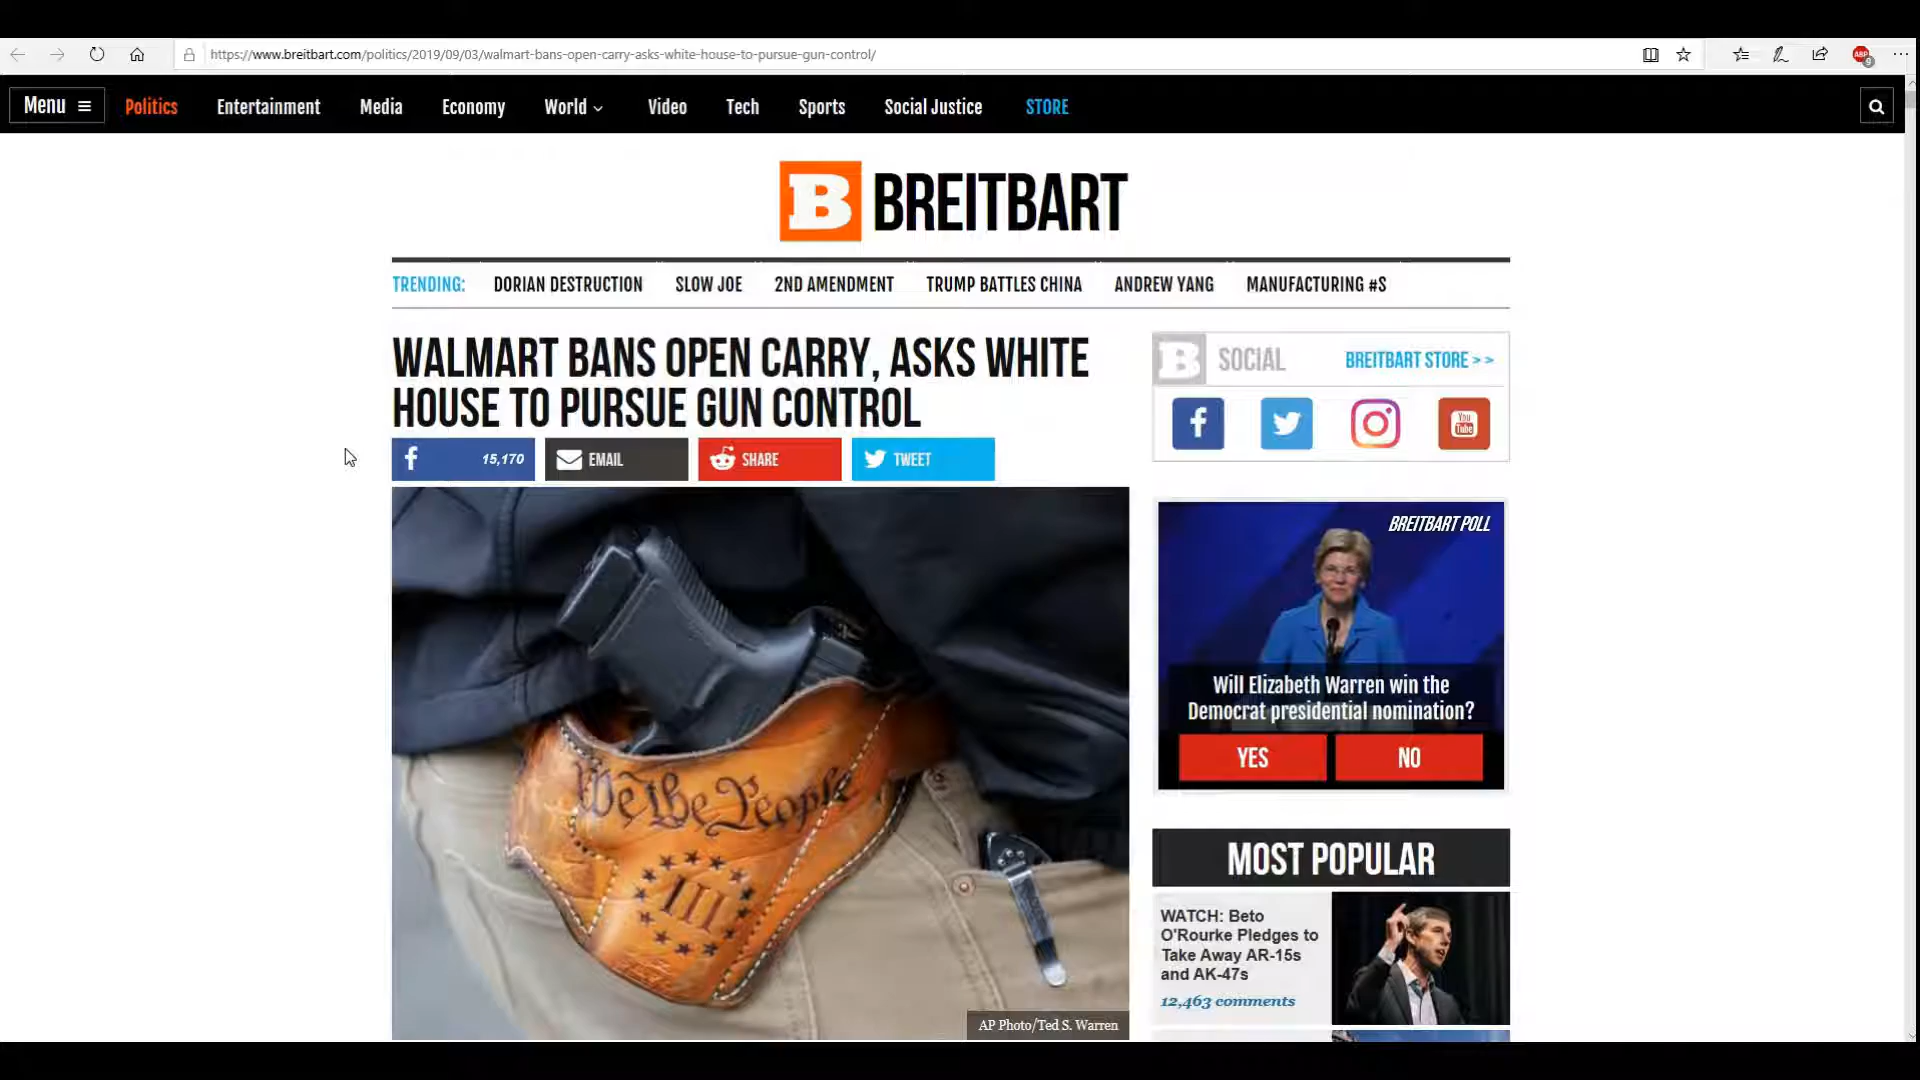 https://www.breitbart.com/politics/2019/09/03/walmart-bans-open-carry-asks-white-house-to-pursue-gun-control/
ABP
9
Menu
Politics
Entertainment
Media
Economy
World
Video
Tech
Sports
Social Justice
STORE
B BREITBART
TRENDING:
DORIAN DESTRUCTION
SLOW JOE
2ND AMENDMENT
TRUMP BATTLES CHINA
ANDREW YANG
MANUFACTURING #S
WALMART BANS OPEN CARRY, ASKS WHITE
HOUSE TO PURSUE GUN CONTROL
15,170
EMAIL
SHARE
TWEET
We the People
III
AP Photo/Ted S. Warren
B SOCIAL
BREITBART STORE > >
You
Tube
BREITBART POLL
Will Elizabeth Warren win the
Democrat presidential nomination?
YES
NO
MOST POPULAR
WATCH: Beto
O'Rourke Pledges to
Take Away AR-15s
and AK-47s
12,463 comments